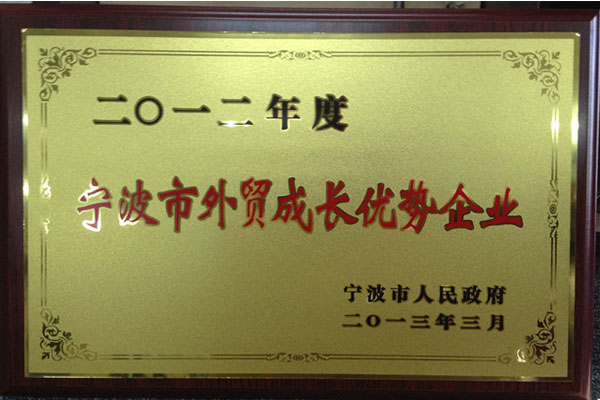 二〇一二年度
宁波市外贸成长优势企业
宁波市人民政府
二〇一三年三月